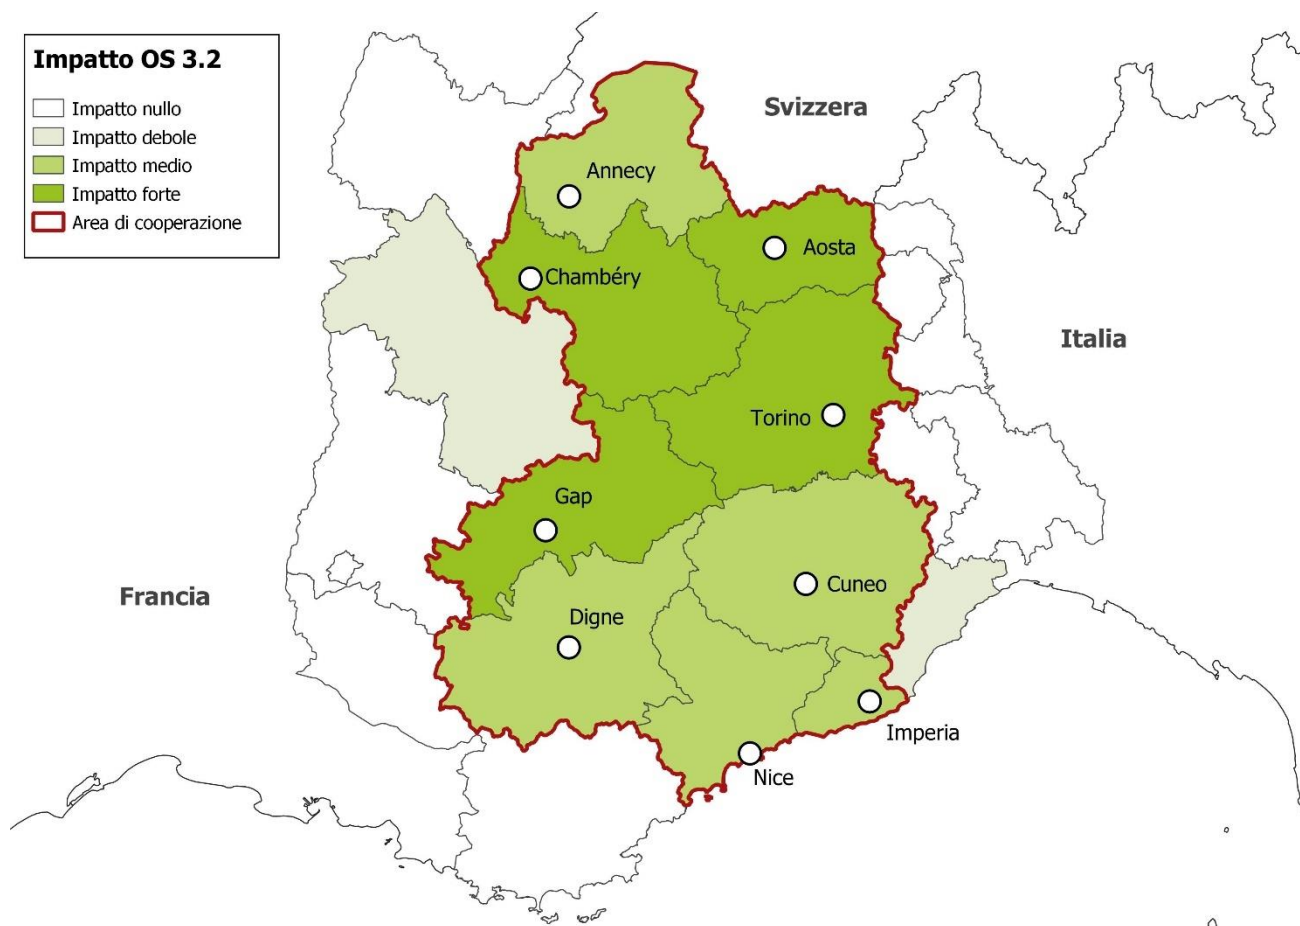 Impatto OS 3.2
Impatto nullo
Impatto debole
Impatto medio
Impatto forte
Area di cooperazione
Svizzera
Annecy
Aosta
Chambéry
Italia
Torino
Gap
Cuneo
Francia
Digne
Imperia
Nice